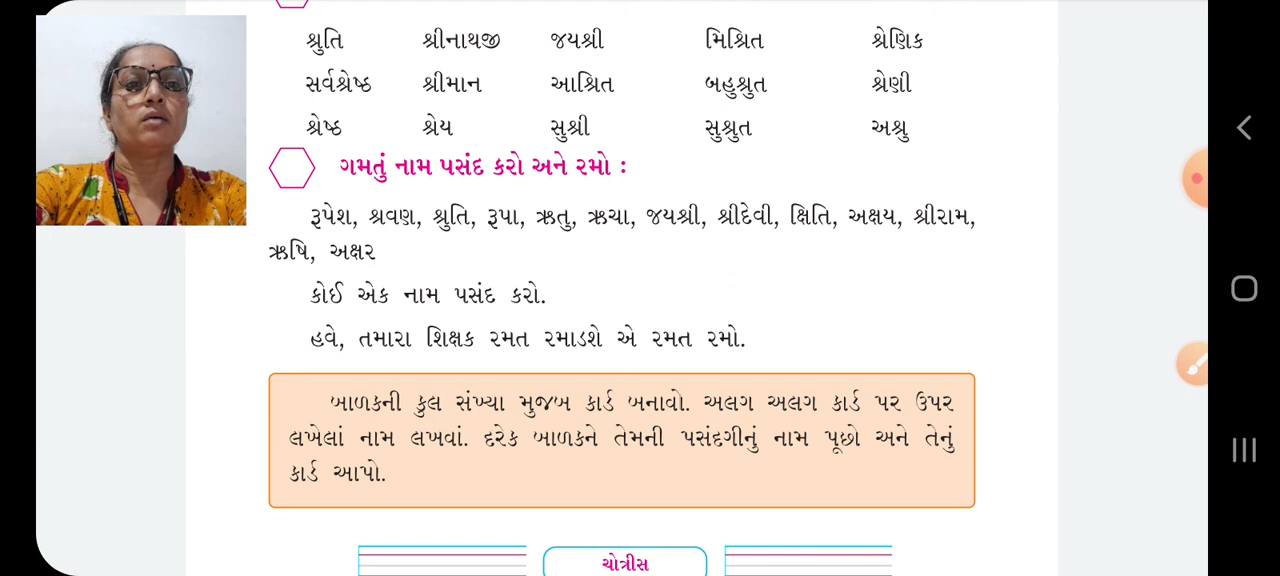 શ્રુતિ શ્રીનાથજી જયશ્રી મિશ્રિત શ્રેણિક
સર્વશ્રેષ્ઠ શ્રીમાન આશ્રિત બહુશ્રુત શ્રેણી
શ્રેષ્ઠ શ્રેય સુશ્રી સુશ્રુત અશ્રુ
ગમતું નામ પસંદ કરો અને રમો :
રૂપેશ, શ્રવણ, શ્રુતિ, રૂપા, ઋતુ, ઋચા, જયશ્રી, શ્રીદેવી, ક્ષિતિ, અક્ષય, શ્રીરામ,
ઋષિ, અક્ષર
કોઈ એક નામ પસંદ કરો.
હવે, તમારા શિક્ષક રમત રમાડશે એ રમત રમો.
બાળકની કુલ સંખ્યા મુજબ કાર્ડ બનાવો. અલગ અલગ કાર્ડ પર ઉપર
લખેલાં નામ લખવાં. દરેક બાળકને તેમની પસંદગીનું નામ પૂછો અને તેનું
કાર્ડ આપો.
ચોત્રીસ